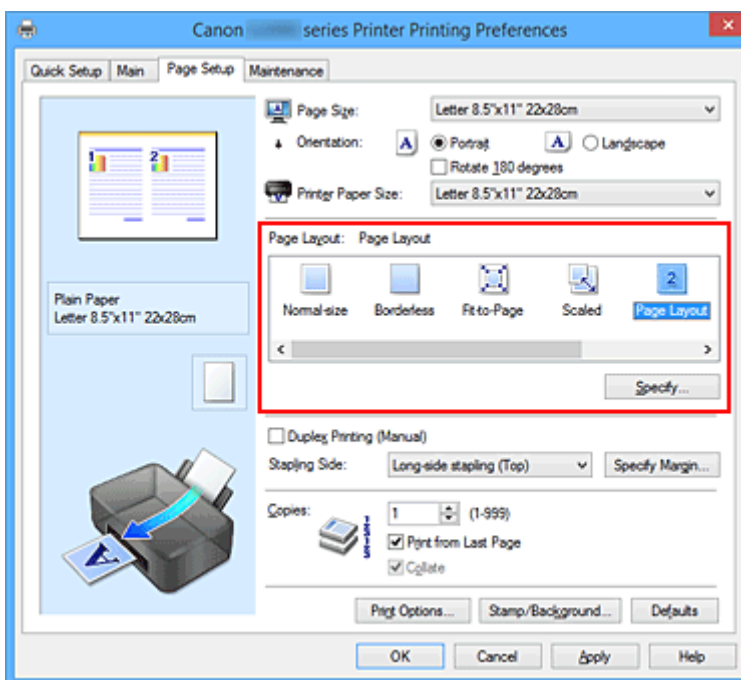 Canon series Printer Printing Preferences
Quick Setup Main Page Setup Maintenance
1 2
Page Size: Letter 8.5"x11" 22x28cm
Orientation: A Portrait A Landscape
Rotate 180 degrees
Printer Paper Size: Letter 8.5"x11" 22x28cm
Page Layout: Page Layout
2
Normal-size Borderless Fit-to-Page Scaled Page Layout
Specify...
Plain Paper
Letter 8.5"x11" 22x28cm
Duplex Printing (Manual)
Stapling Side: Long-side stapling (Top) Specify Margin...
Copies: 1 (1-999)
Print from Last Page
Collate
A
Print Options... Stamp/Background... Defaults
OK Cancel Apply Help